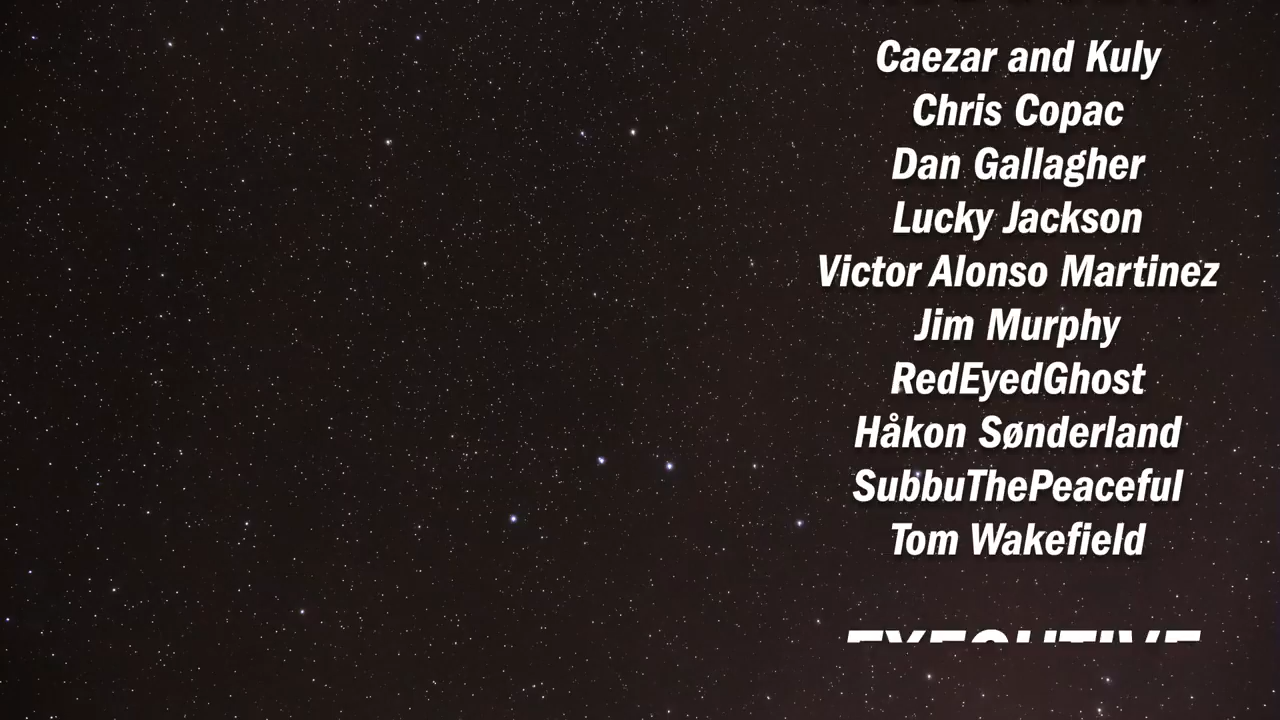 Caezar and Kuly
Chris Copac
Dan Gallagher
Lucky Jackson
Victor Alonso Martinez
Jim Murphy
RedEyedGhost
Håkon Sønderland
SubbuThePeaceful
Tom Wakefield
EXECUTIVE